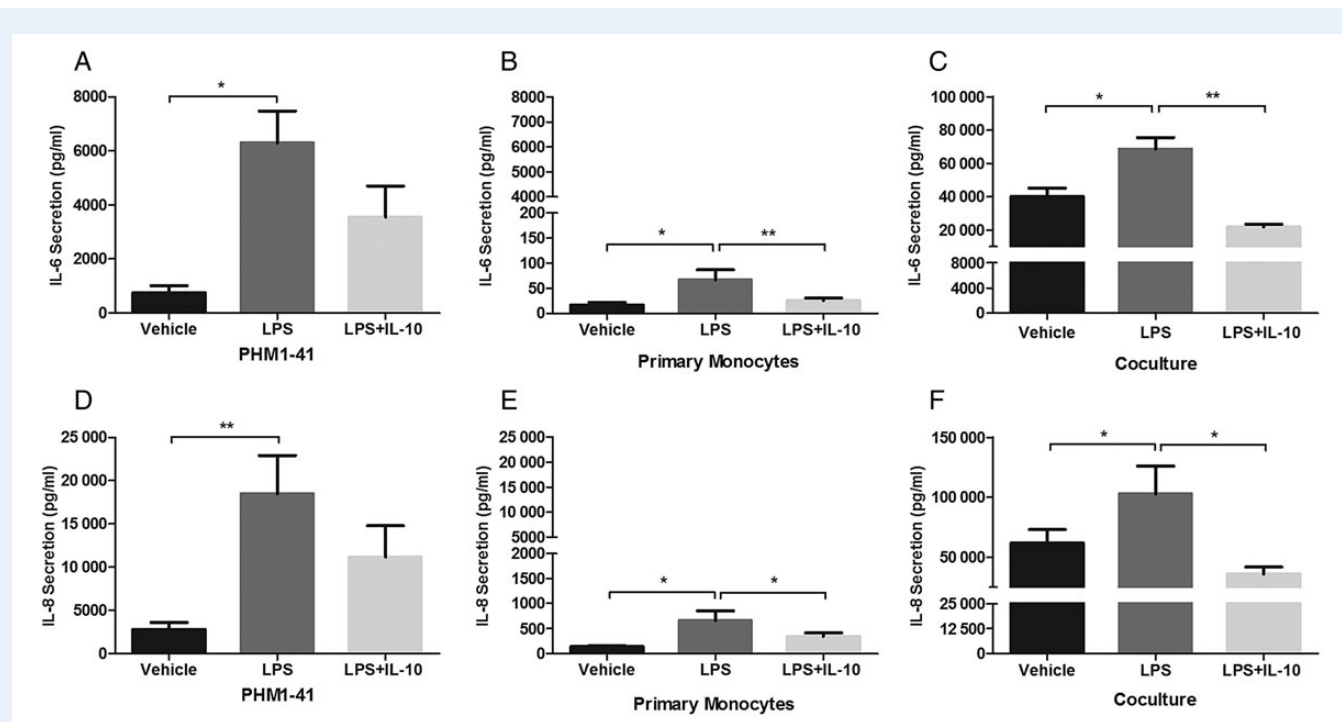 A
IL-6 Secretion (pg/ml)
8000
6000
4000
2000
0
*
Vehicle LPS LPS+IL-10
PHM1-41
B
IL-6 Secretion (pg/ml)
8000
7000
6000
5000
4000
200
150
100
50
0
* **
Vehicle LPS LPS+IL-10
Primary Monocytes
C
IL-6 Secretion (pg/ml)
100 000
80 000
60 000
40 000
20 000
8000
4000
0
* **
Vehicle LPS LPS+IL-10
Coculture
D
IL-8 Secretion (pg/ml)
25 000
20 000
15 000
10 000
5000
0
**
Vehicle LPS LPS+IL-10
PHM1-41
E
IL-8 Secretion (pg/ml)
25 000
20 000
15 000
10 000
5000
2000
1500
1000
500
0
* *
Vehicle LPS LPS+IL-10
Primary Monocytes
F
IL-8 Secretion (pg/ml)
150 000
100 000
50 000
25 000
12 500
0
* *
Vehicle LPS LPS+IL-10
Coculture